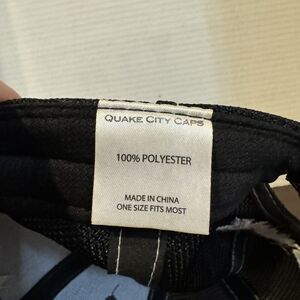 QUAKE CITY CAPS
100% POLYESTER
MADE IN CHINA
ONE SIZE FITS MOST